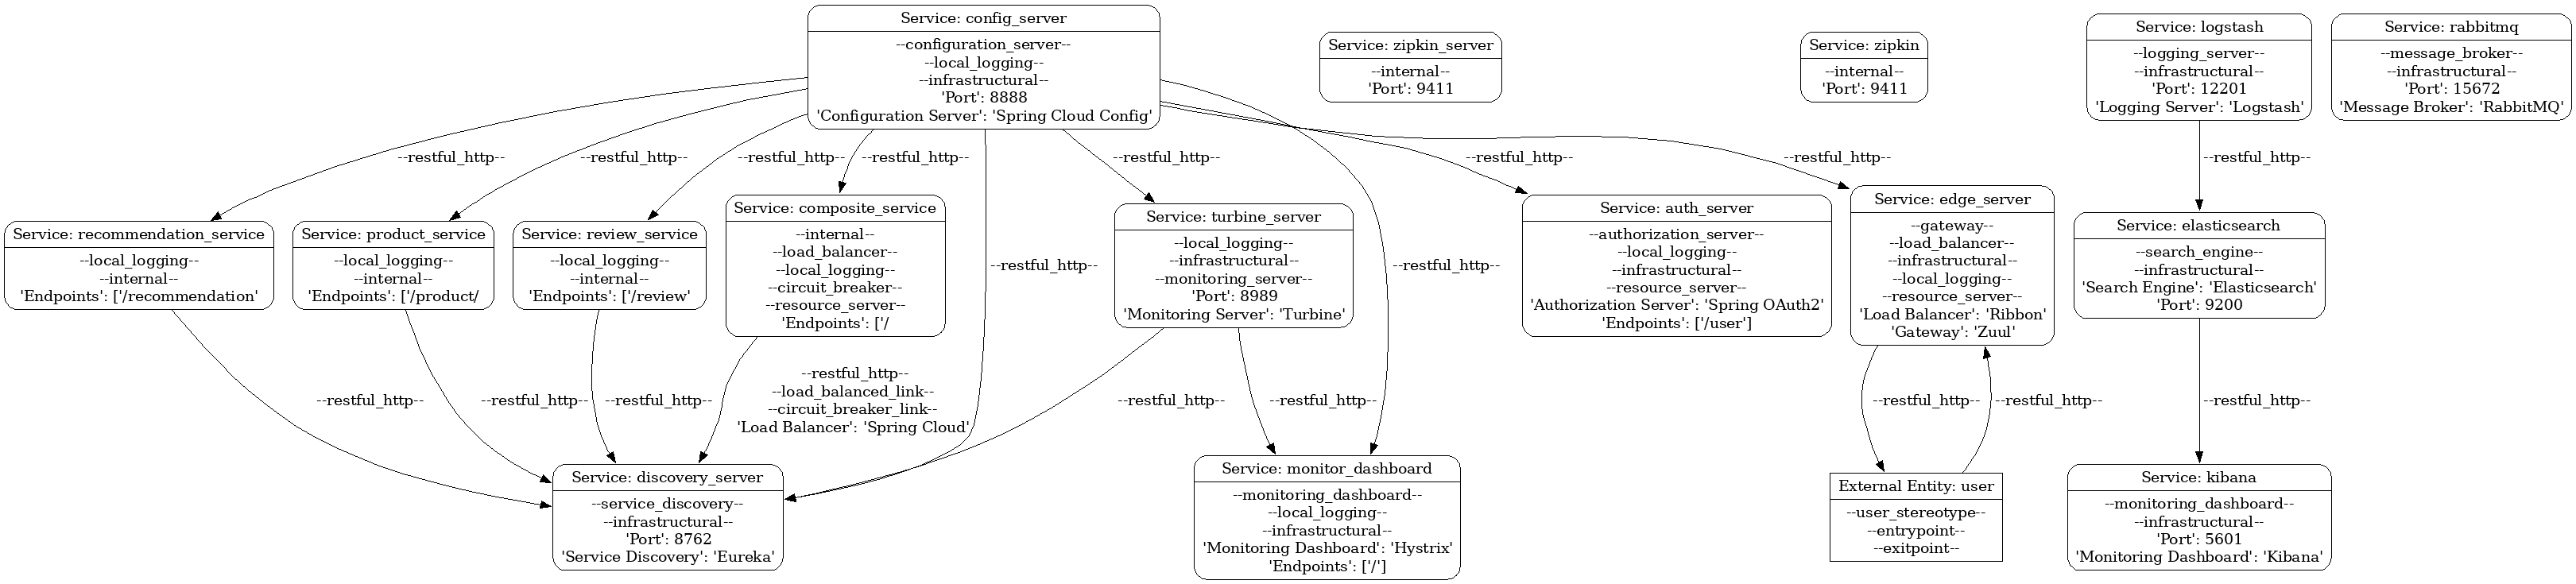 Service: config_server
--configuration_server--
--local_logging--
--infrastructural--
'Port': 8888
'Configuration Server': 'Spring Cloud Config'
Service: zipkin_server
--internal--
'Port': 9411
Service: zipkin
--internal--
'Port': 9411
Service: logstash
--logging_server--
--infrastructural--
'Port': 12201
'Logging Server': 'Logstash'
Service: rabbitmq
--message_broker--
--infrastructural--
'Port': 15672
'Message Broker': 'RabbitMQ'
--restful_http--
--restful_http--
--restful_http--
--restful_http--
--restful_http--
--restful_http--
--restful_http--
--restful_http--
Service: recommendation_service
--local_logging--
--internal--
'Endpoints': ['/recommendation'
Service: product_service
--local_logging--
--internal--
'Endpoints': ['/product/
Service: review_service
--local_logging--
--internal--
'Endpoints': ['/review'
Service: composite_service
--internal--
--load_balancer--
--local_logging--
--circuit_breaker--
--resource_server--
'Endpoints': ['/
--restful_http--
Service: turbine_server
--local_logging--
--infrastructural--
--monitoring_server--
'Port': 8989
'Monitoring Server': 'Turbine'
--restful_http--
Service: auth_server
--authorization_server--
--local_logging--
--infrastructural--
--resource_server--
'Authorization Server': 'Spring OAuth2'
'Endpoints': ['/user']
Service: edge_server
--gateway--
--load_balancer--
--infrastructural--
--local_logging--
--resource_server--
'Load Balancer': 'Ribbon'
'Gateway': 'Zuul'
Service: elasticsearch
--search_engine--
--infrastructural--
'Search Engine': 'Elasticsearch'
'Port': 9200
--restful_http--
--restful_http--
--restful_http--
--restful_http--
--load_balanced_link--
--circuit_breaker_link--
'Load Balancer': 'Spring Cloud'
--restful_http--
--restful_http--
--restful_http--
--restful_http--
--restful_http--
Service: discovery_server
--service_discovery--
--infrastructural--
'Port': 8762
'Service Discovery': 'Eureka'
Service: monitor_dashboard
--monitoring_dashboard--
--local_logging--
--infrastructural--
'Monitoring Dashboard': 'Hystrix'
'Endpoints': ['/']
External Entity: user
--user_stereotype--
--entrypoint--
--exitpoint--
Service: kibana
--monitoring_dashboard--
--infrastructural--
'Port': 5601
'Monitoring Dashboard': 'Kibana'